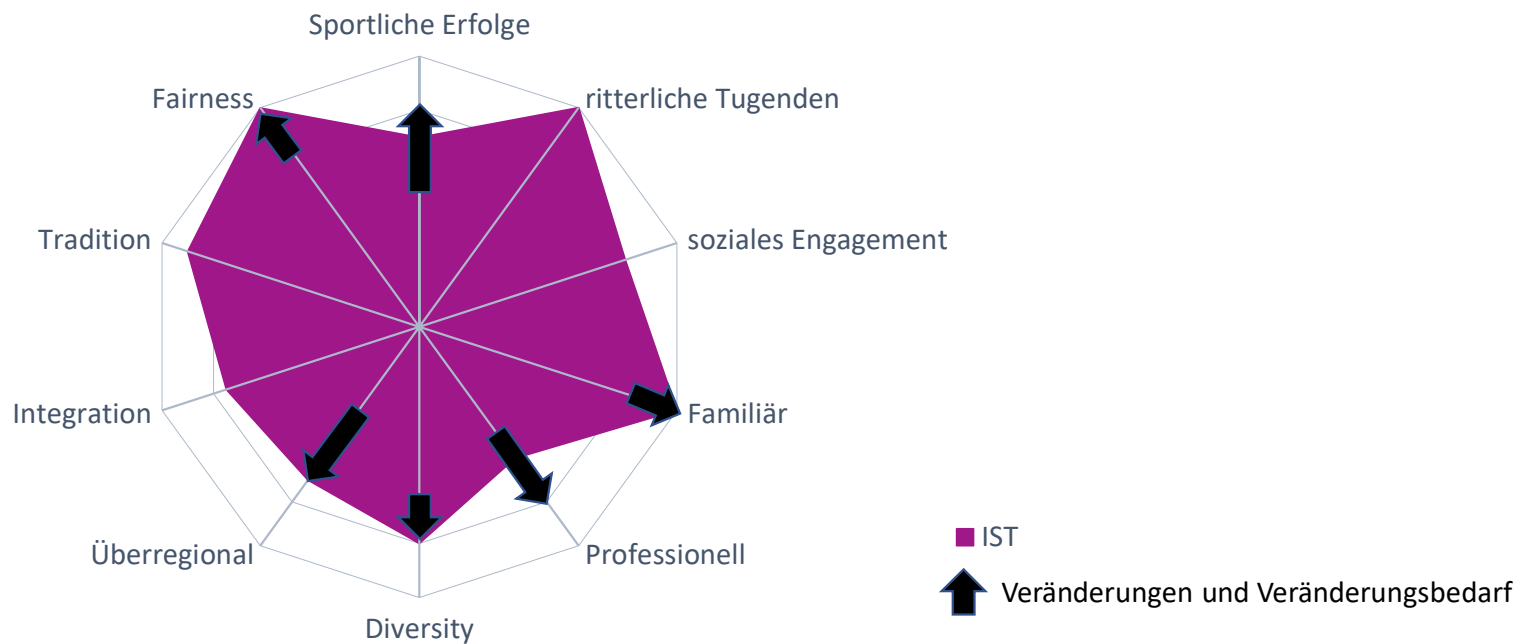 Sportliche Erfolge
Fairness
ritterliche Tugenden
Tradition
soziales Engagement
Integration
Familiär
Überregional
Professionell
Diversity
IST
Veränderungen und Veränderungsbedarf